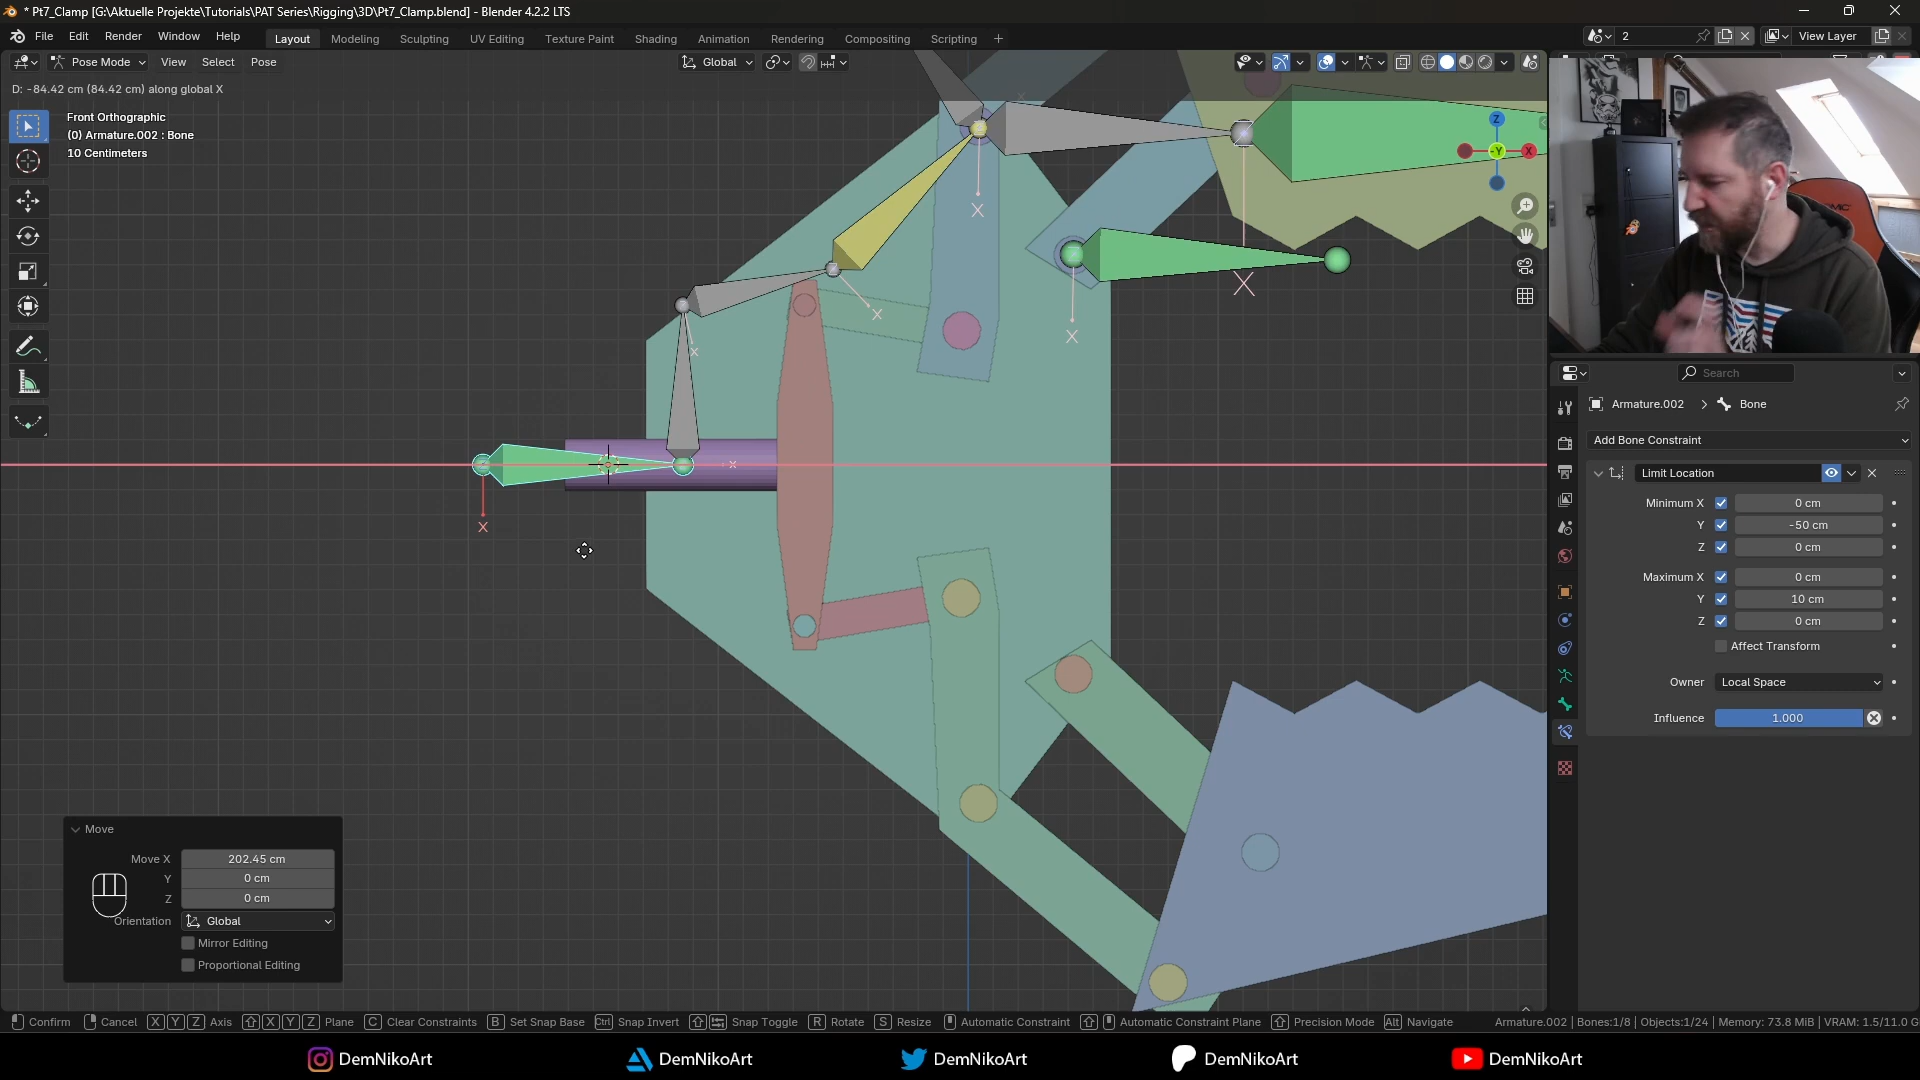 * Pt7_Clamp [G:\Aktuelle Projekte\Tutorials\PAT Series\Rigging\3D\Pt7_Clamp.blend] - Blender 4.2.2 LTS
File Edit Render Window Help
Layout Modeling Sculpting UV Editing Texture Paint Shading Animation Rendering Compositing Scripting +
2
View Layer
Pose Mode View Select Pose
Global
D: -84.42 cm (84.42 cm) along global X
Front Orthographic
(0) Armature.002 : Bone
10 Centimeters
Z
-Y
X
X
X
X
X
X
X
x
X
Search
Armature.002 > Bone
Add Bone Constraint
Limit Location
Minimum X 0 cm
Y -50 cm
Z 0 cm
Maximum X 0 cm
Y 10 cm
Z 0 cm
Affect Transform
Owner Local Space
Influence 1.000
Move
Move X 202.45 cm
Y 0 cm
Z 0 cm
Orientation Global
Mirror Editing
Proportional Editing
Confirm Cancel X Y Z Axis X Y Z Plane C Clear Constraints B Set Snap Base Ctrl Snap Invert Snap Toggle R Rotate S Resize Automatic Constraint Automatic Constraint Plane Precision Mode Alt Navigate Armature.002 | Bones:1/8 | Objects:1/24 | Memory: 73.8 MiB | VRAM: 1.5/11.0 G
DemNikoArt DemNikoArt DemNikoArt DemNikoArt DemNikoArt